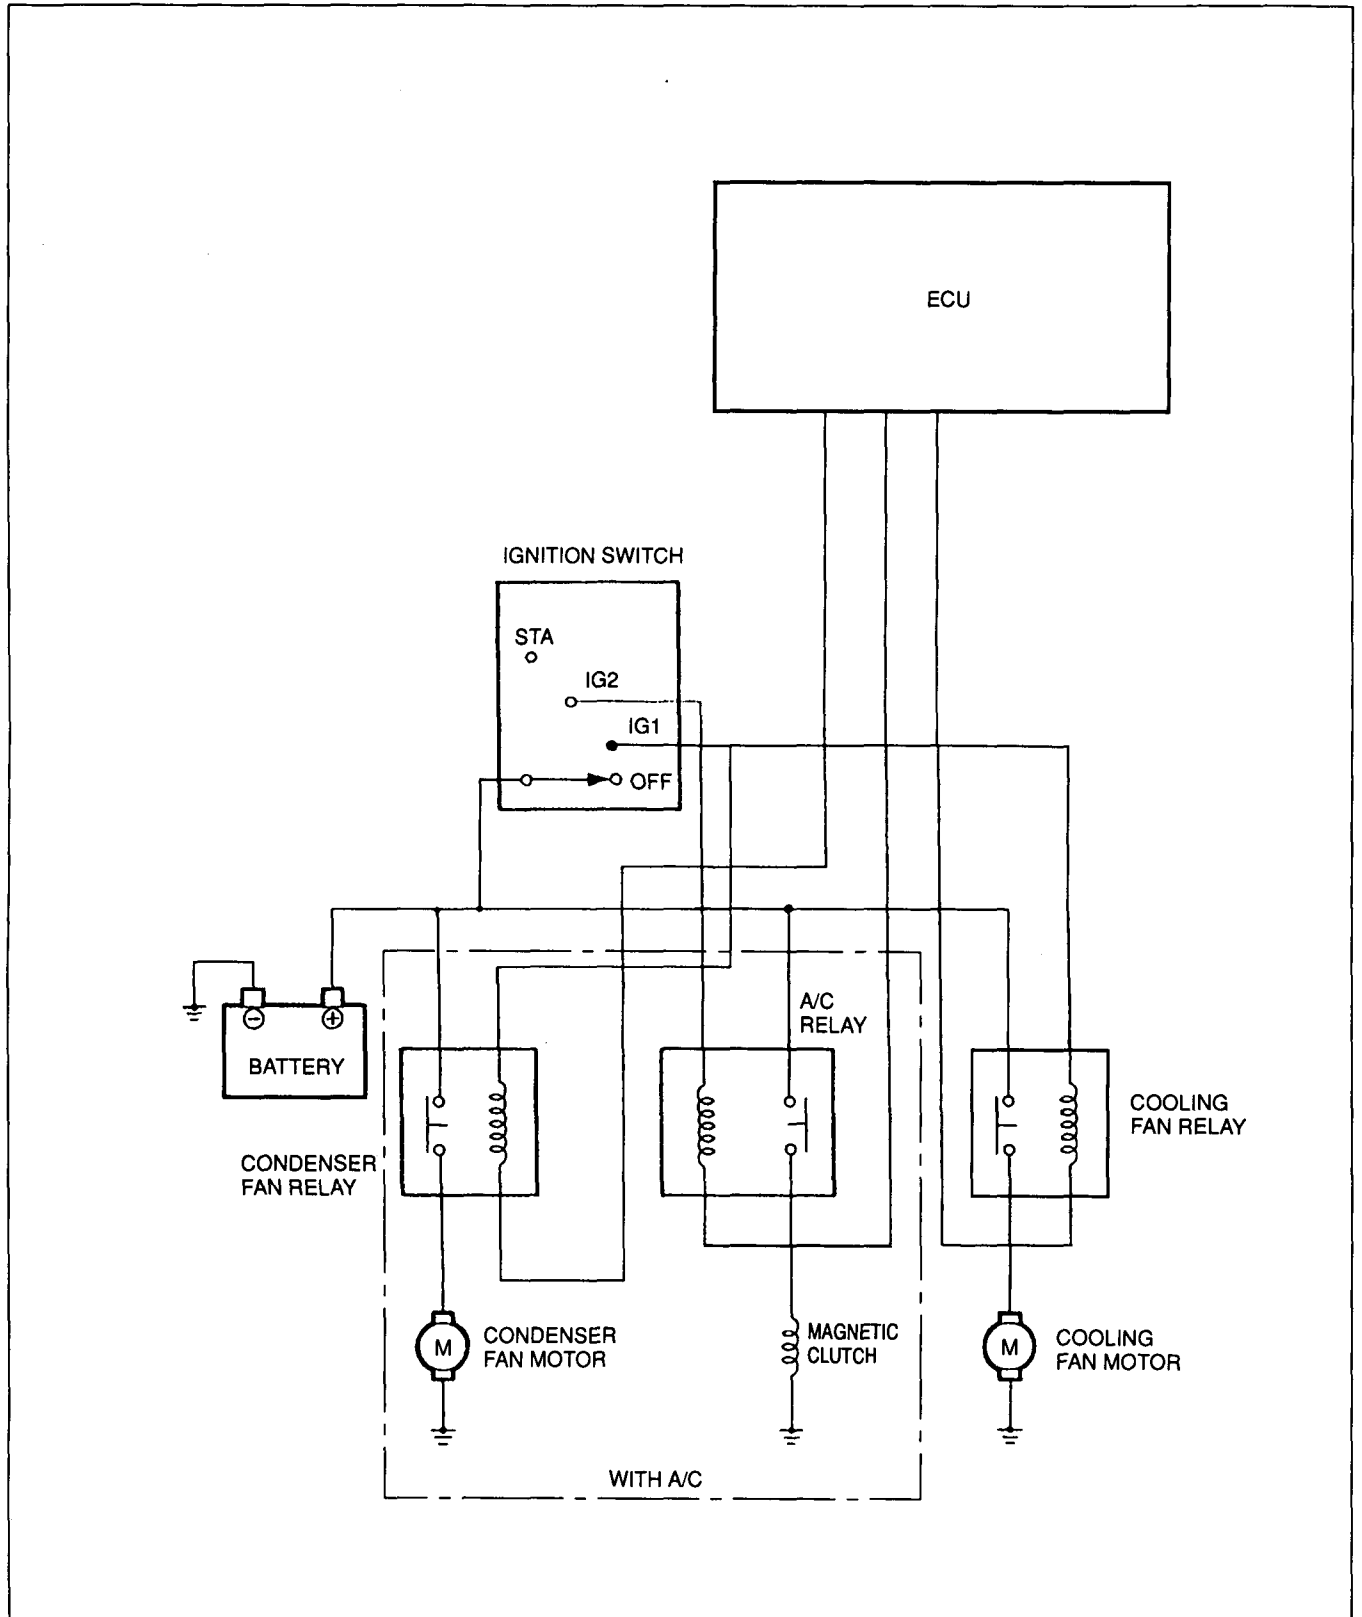 ECU
IGNITION SWITCH
STA
IG2
IG1
OFF
A/C
RELAY
−
+
BATTERY
COOLING
FAN RELAY
CONDENSER
FAN RELAY
M
CONDENSER
FAN MOTOR
MAGNETIC
CLUTCH
M
COOLING
FAN MOTOR
WITH A/C